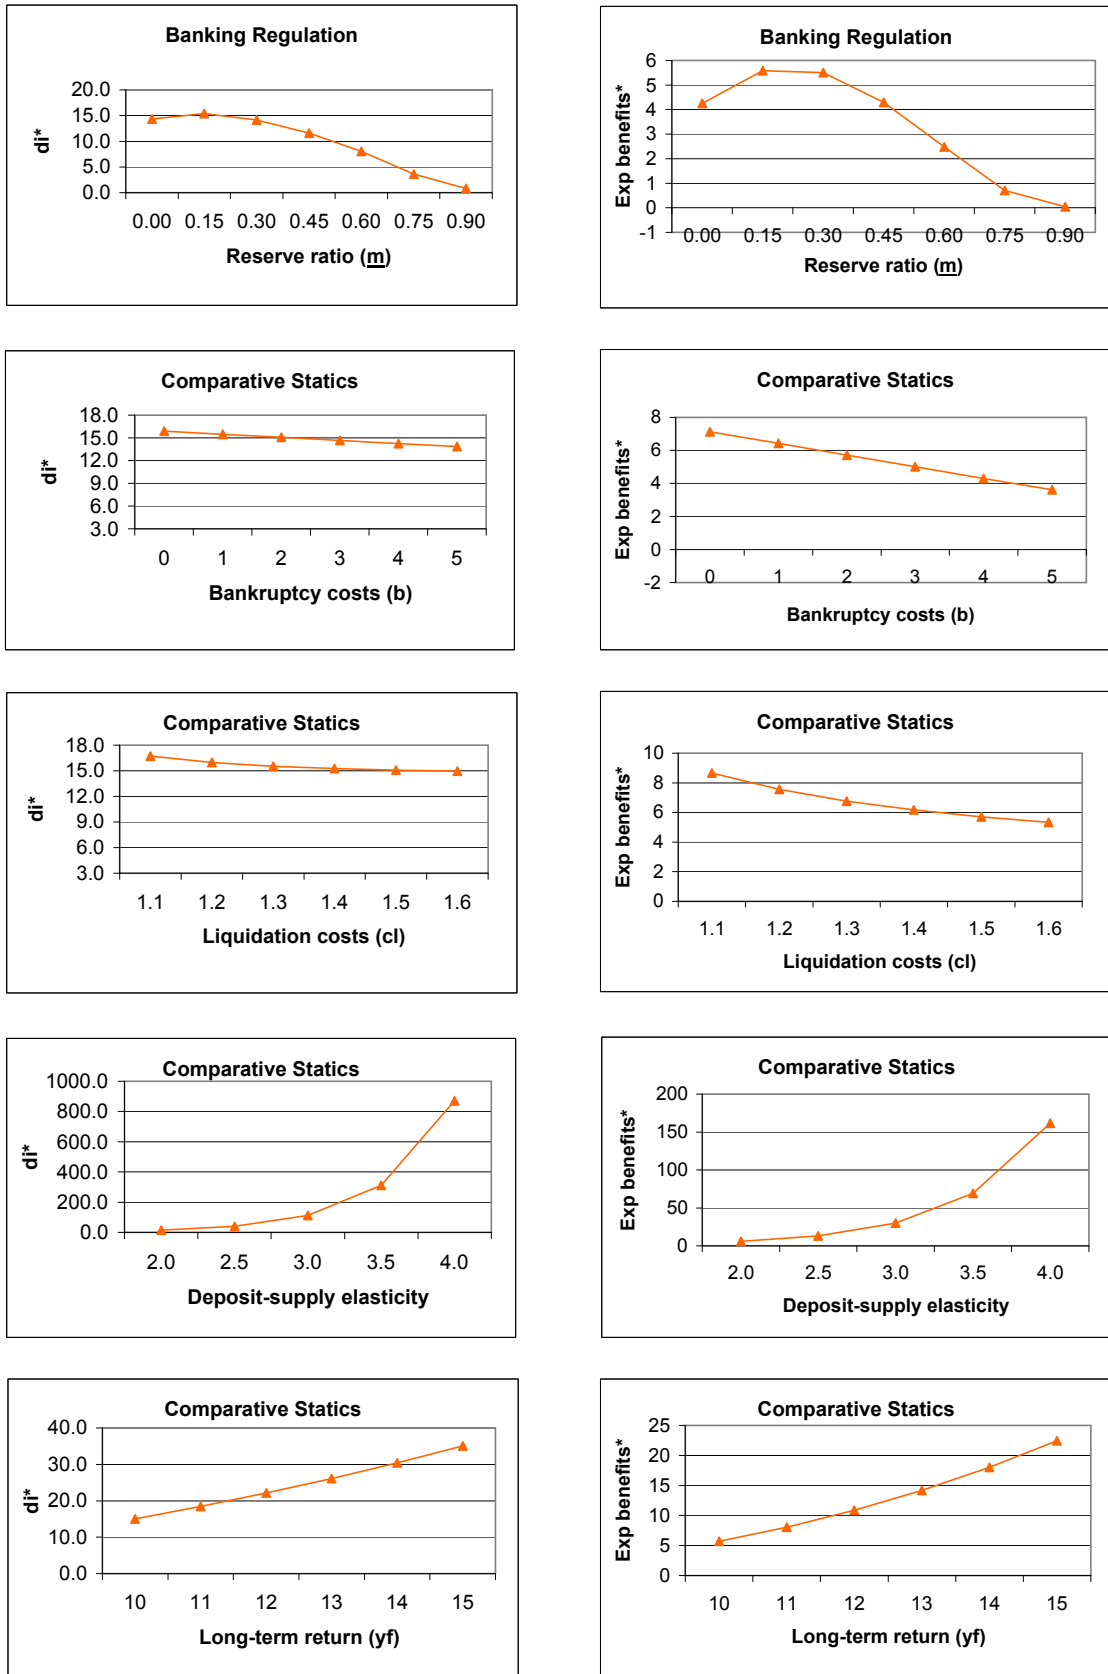 Banking Regulation
di*
20.0
15.0
10.0
5.0
0.0
0.00 0.15 0.30 0.45 0.60 0.75 0.90
Reserve ratio (m)
Banking Regulation
Exp benefits*
6
5
4
3
2
1
0
-1
0.00 0.15 0.30 0.45 0.60 0.75 0.90
Reserve ratio (m)
Comparative Statics
di*
18.0
15.0
12.0
9.0
6.0
3.0
0 1 2 3 4 5
Bankruptcy costs (b)
Comparative Statics
Exp benefits*
8
6
4
2
0
-2
0 1 2 3 4 5
Bankruptcy costs (b)
Comparative Statics
di*
18.0
15.0
12.0
9.0
6.0
3.0
1.1 1.2 1.3 1.4 1.5 1.6
Liquidation costs (cl)
Comparative Statics
Exp benefits*
10
8
6
4
2
0
1.1 1.2 1.3 1.4 1.5 1.6
Liquidation costs (cl)
Comparative Statics
di*
1000.0
800.0
600.0
400.0
200.0
0.0
2.0 2.5 3.0 3.5 4.0
Deposit-supply elasticity
Comparative Statics
Exp benefits*
200
150
100
50
0
2.0 2.5 3.0 3.5 4.0
Deposit-supply elasticity
Comparative Statics
di*
40.0
30.0
20.0
10.0
0.0
10 11 12 13 14 15
Long-term return (yf)
Comparative Statics
Exp benefits*
25
20
15
10
5
0
10 11 12 13 14 15
Long-term return (yf)